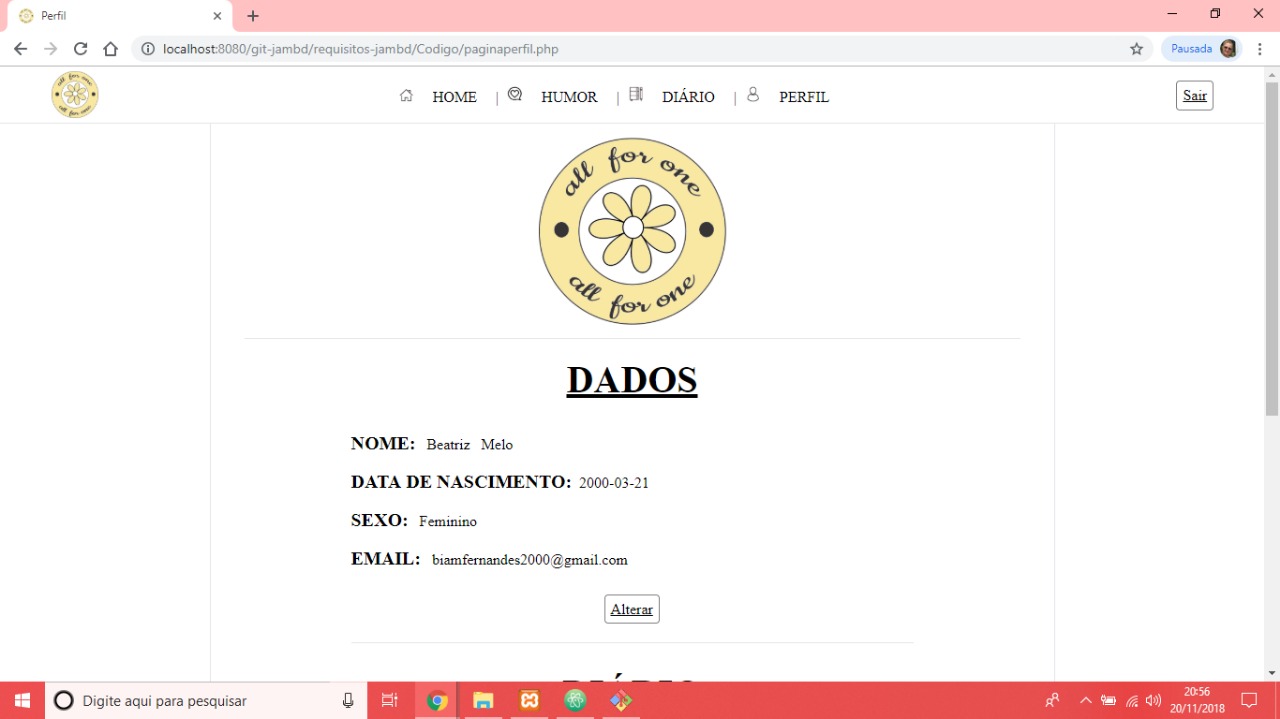 Perfil
localhost:8080/git-jambd/requisitos-jambd/Codigo/paginaperfil.php
Pausada
all for one
all for one
HOME | HUMOR | DIÁRIO | PERFIL
Sair
all for one
all for one
DADOS
NOME: Beatriz Melo
DATA DE NASCIMENTO: 2000-03-21
SEXO: Feminino
EMAIL: biamfernandes2000@gmail.com
Alterar
DIÁRIO
Digite aqui para pesquisar
20:56
20/11/2018